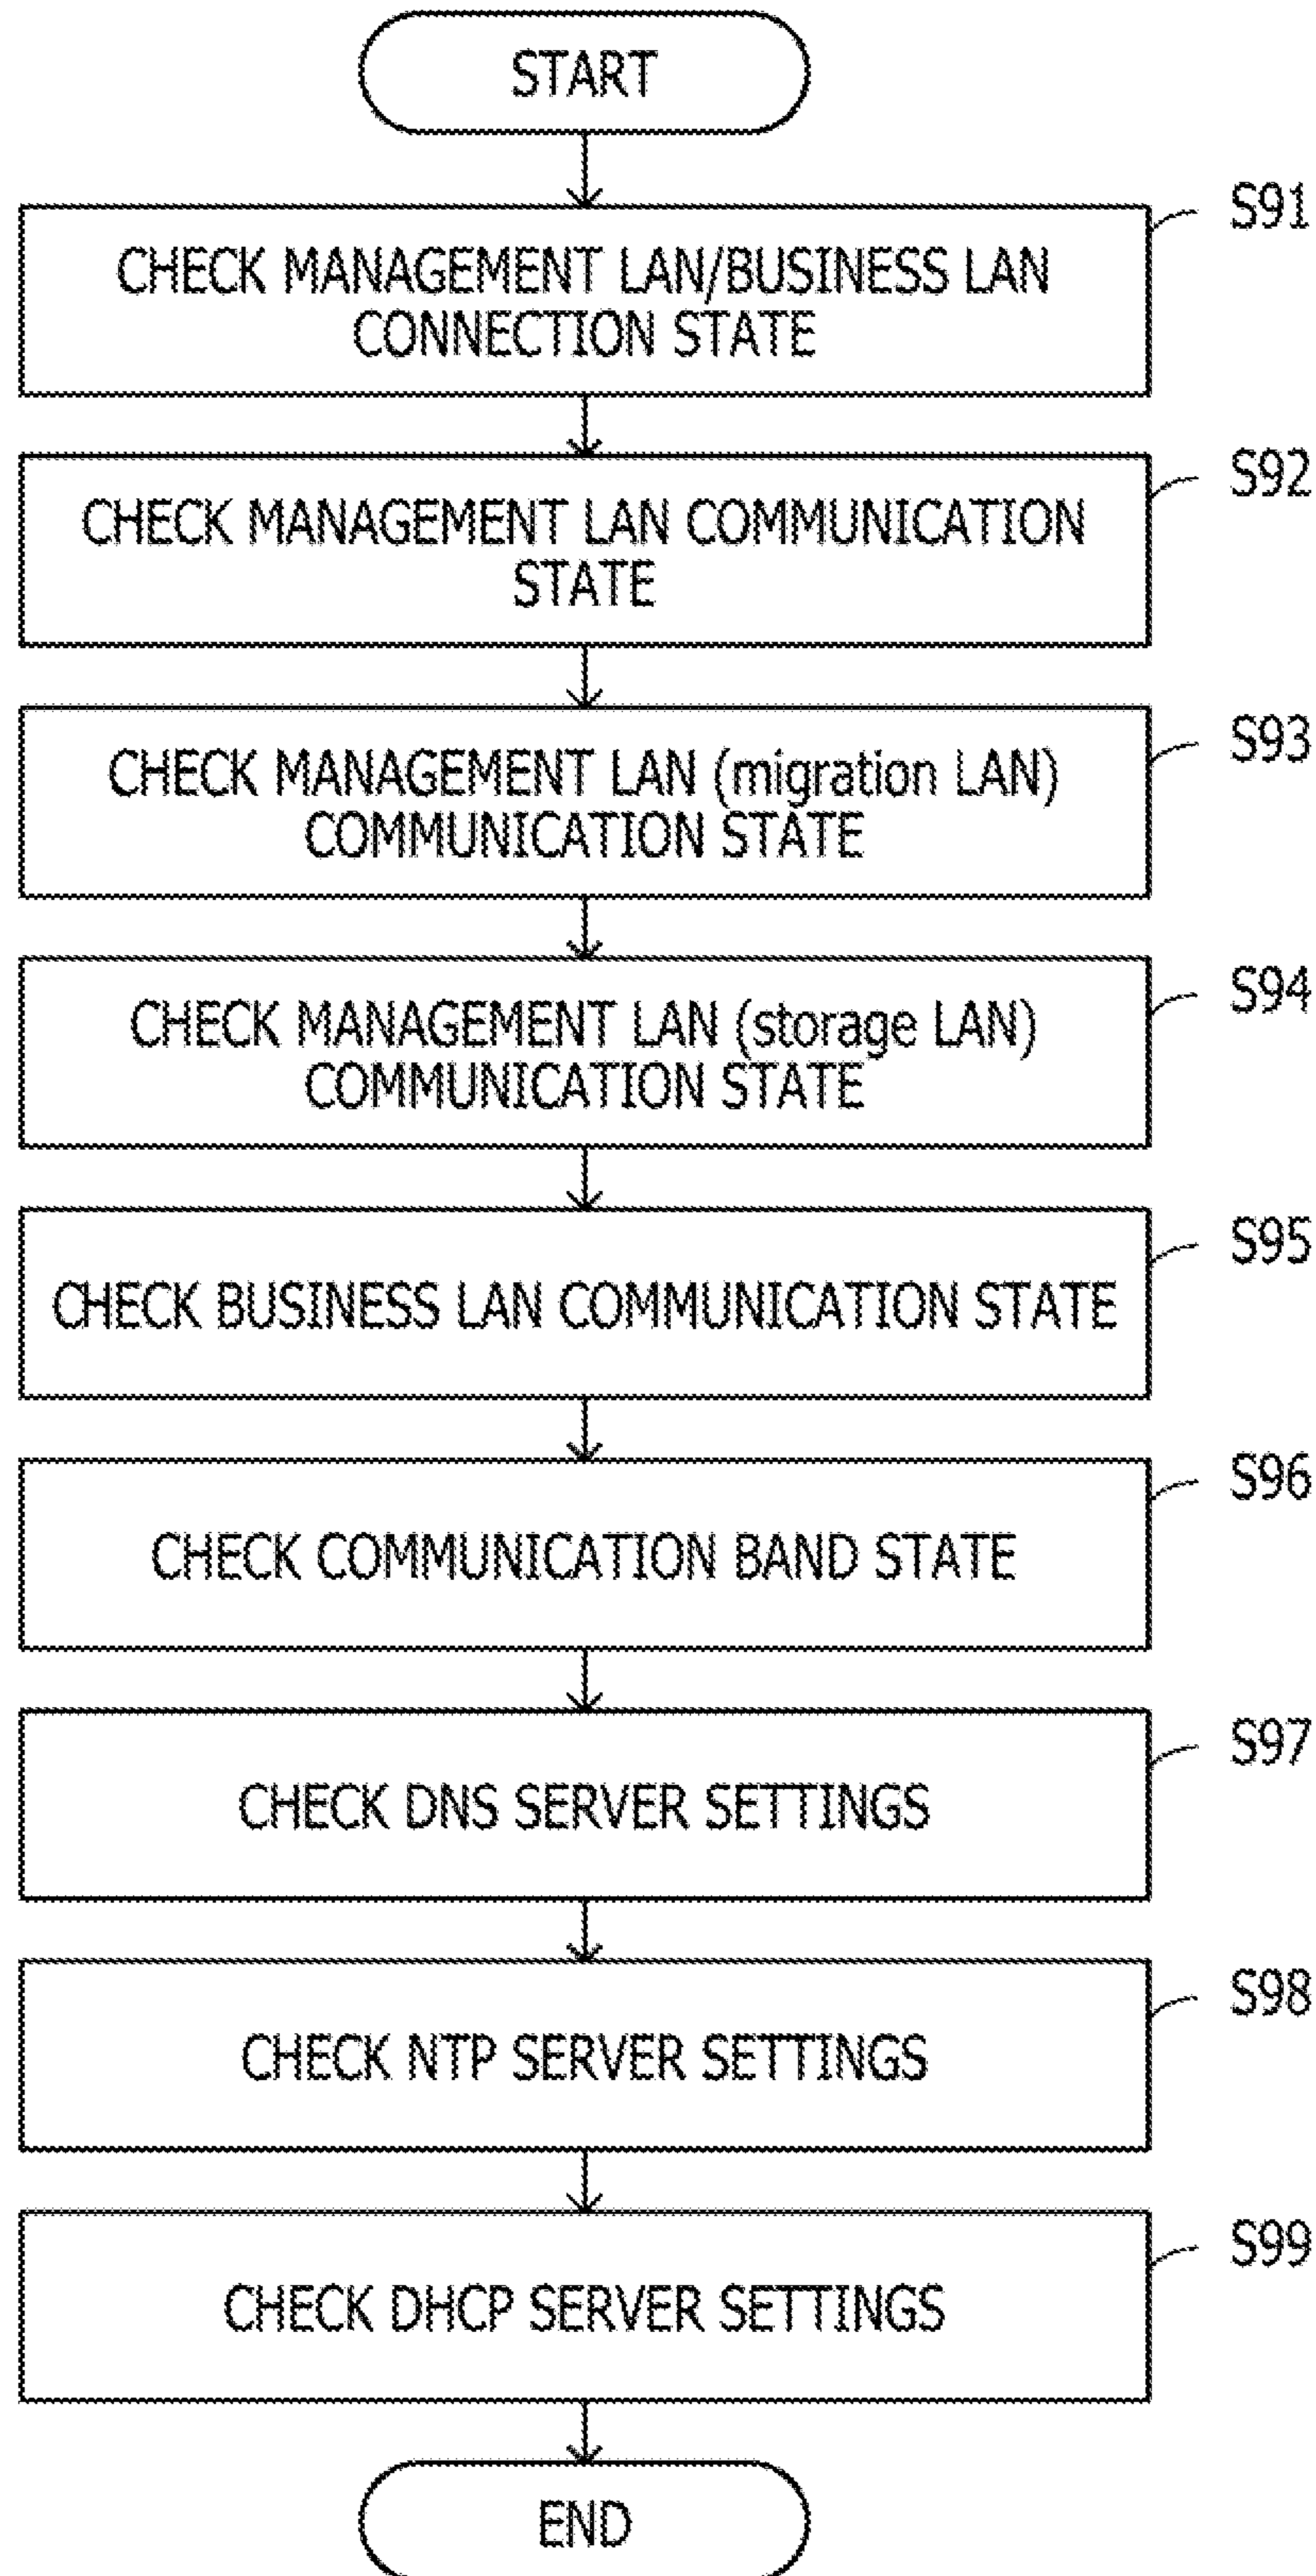 START
S91
CHECK MANAGEMENT LAN/BUSINESS LAN
CONNECTION STATE
S92
CHECK MANAGEMENT LAN COMMUNICATION
STATE
S93
CHECK MANAGEMENT LAN (migration LAN)
COMMUNICATION STATE
S94
CHECK MANAGEMENT LAN (storage LAN)
COMMUNICATION STATE
S95
CHECK BUSINESS LAN COMMUNICATION STATE
S96
CHECK COMMUNICATION BAND STATE
S97
CHECK DNS SERVER SETTINGS
S98
CHECK NTP SERVER SETTINGS
S99
CHECK DHCP SERVER SETTINGS
END